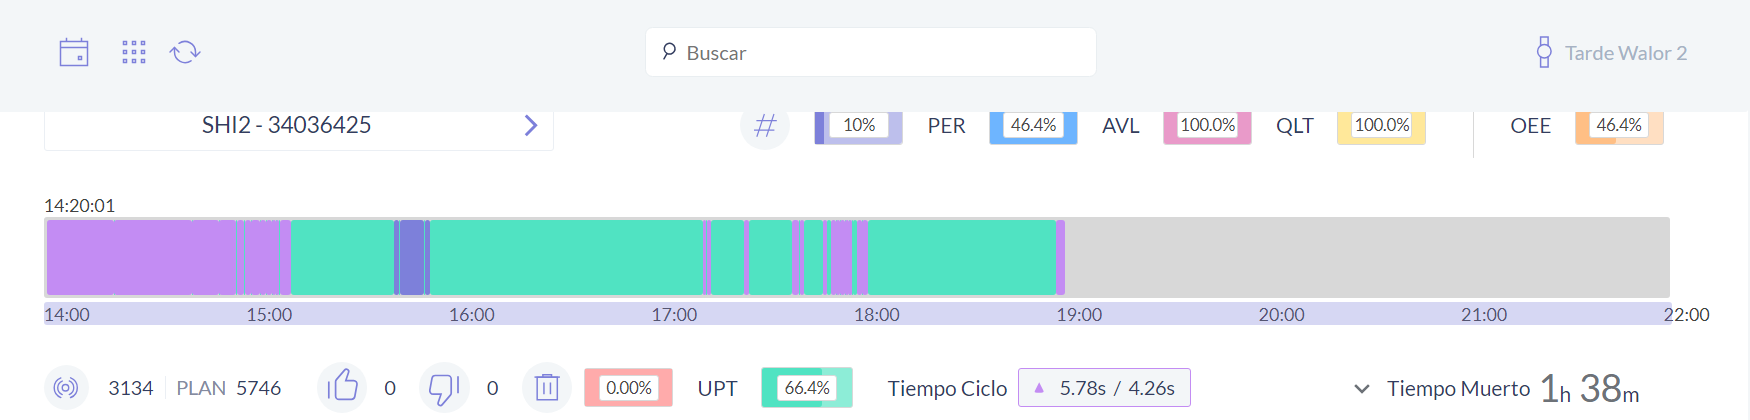 Buscar
Tarde Walor 2
SHI2 - 34036425
# 10% PER 46.4% AVL 100.0% QLT 100.0% OEE 46.4%
14:20:01
14:00 15:00 16:00 17:00 18:00 19:00 20:00 21:00 22:00
3134 PLAN 5746 0 0 0.00% UPT 66.4% Tiempo Ciclo 5.78s / 4.26s Tiempo Muerto 1h 38m